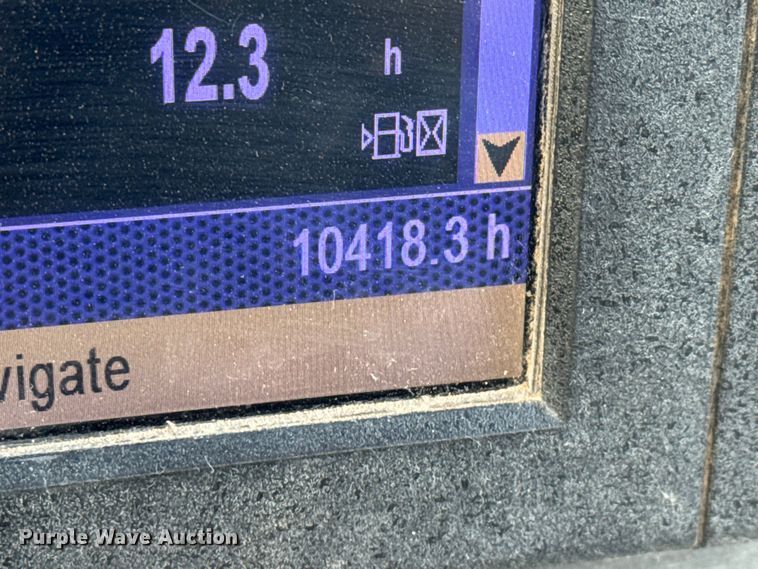 12.3 h
10418.3 h
vigate
Purple Wave Auction